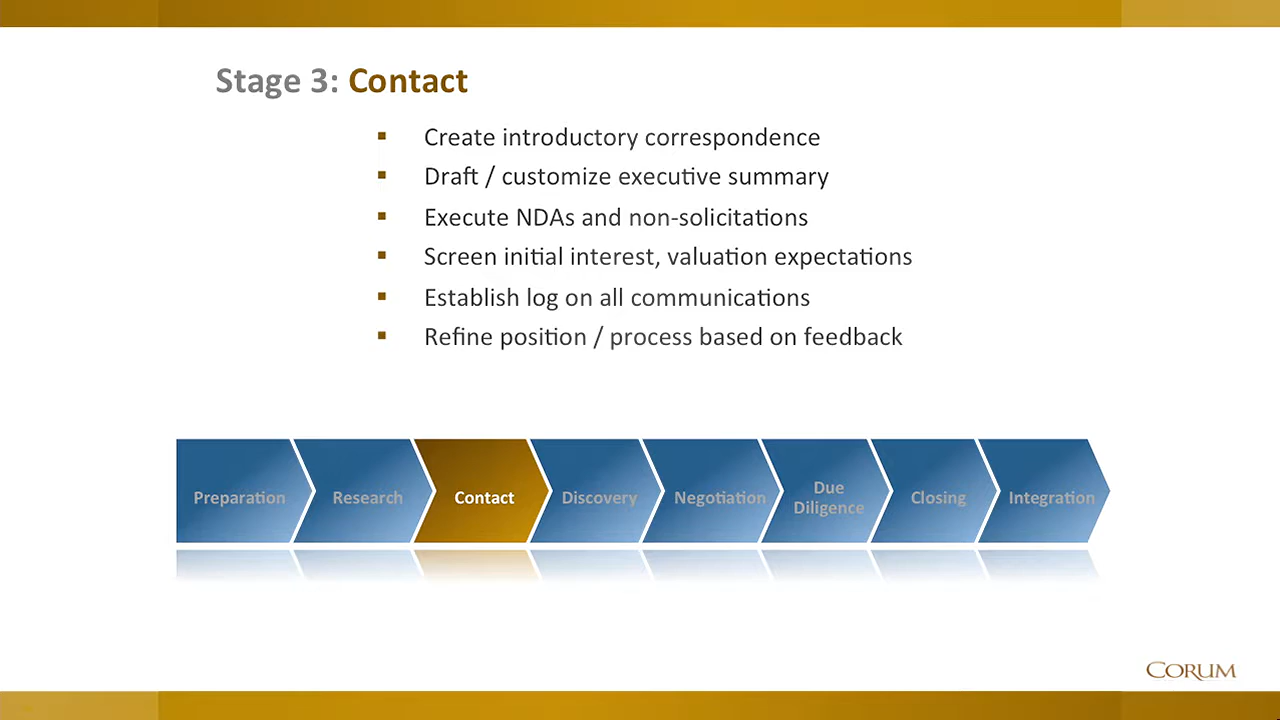 Stage 3: Contact
▪ Create introductory correspondence
▪ Draft / customize executive summary
▪ Execute NDAs and non-solicitations
▪ Screen initial interest, valuation expectations
▪ Establish log on all communications
▪ Refine position / process based on feedback
Preparation
Research
Contact
Discovery
Negotiation
Due
Diligence
Closing
Integration
CORUM